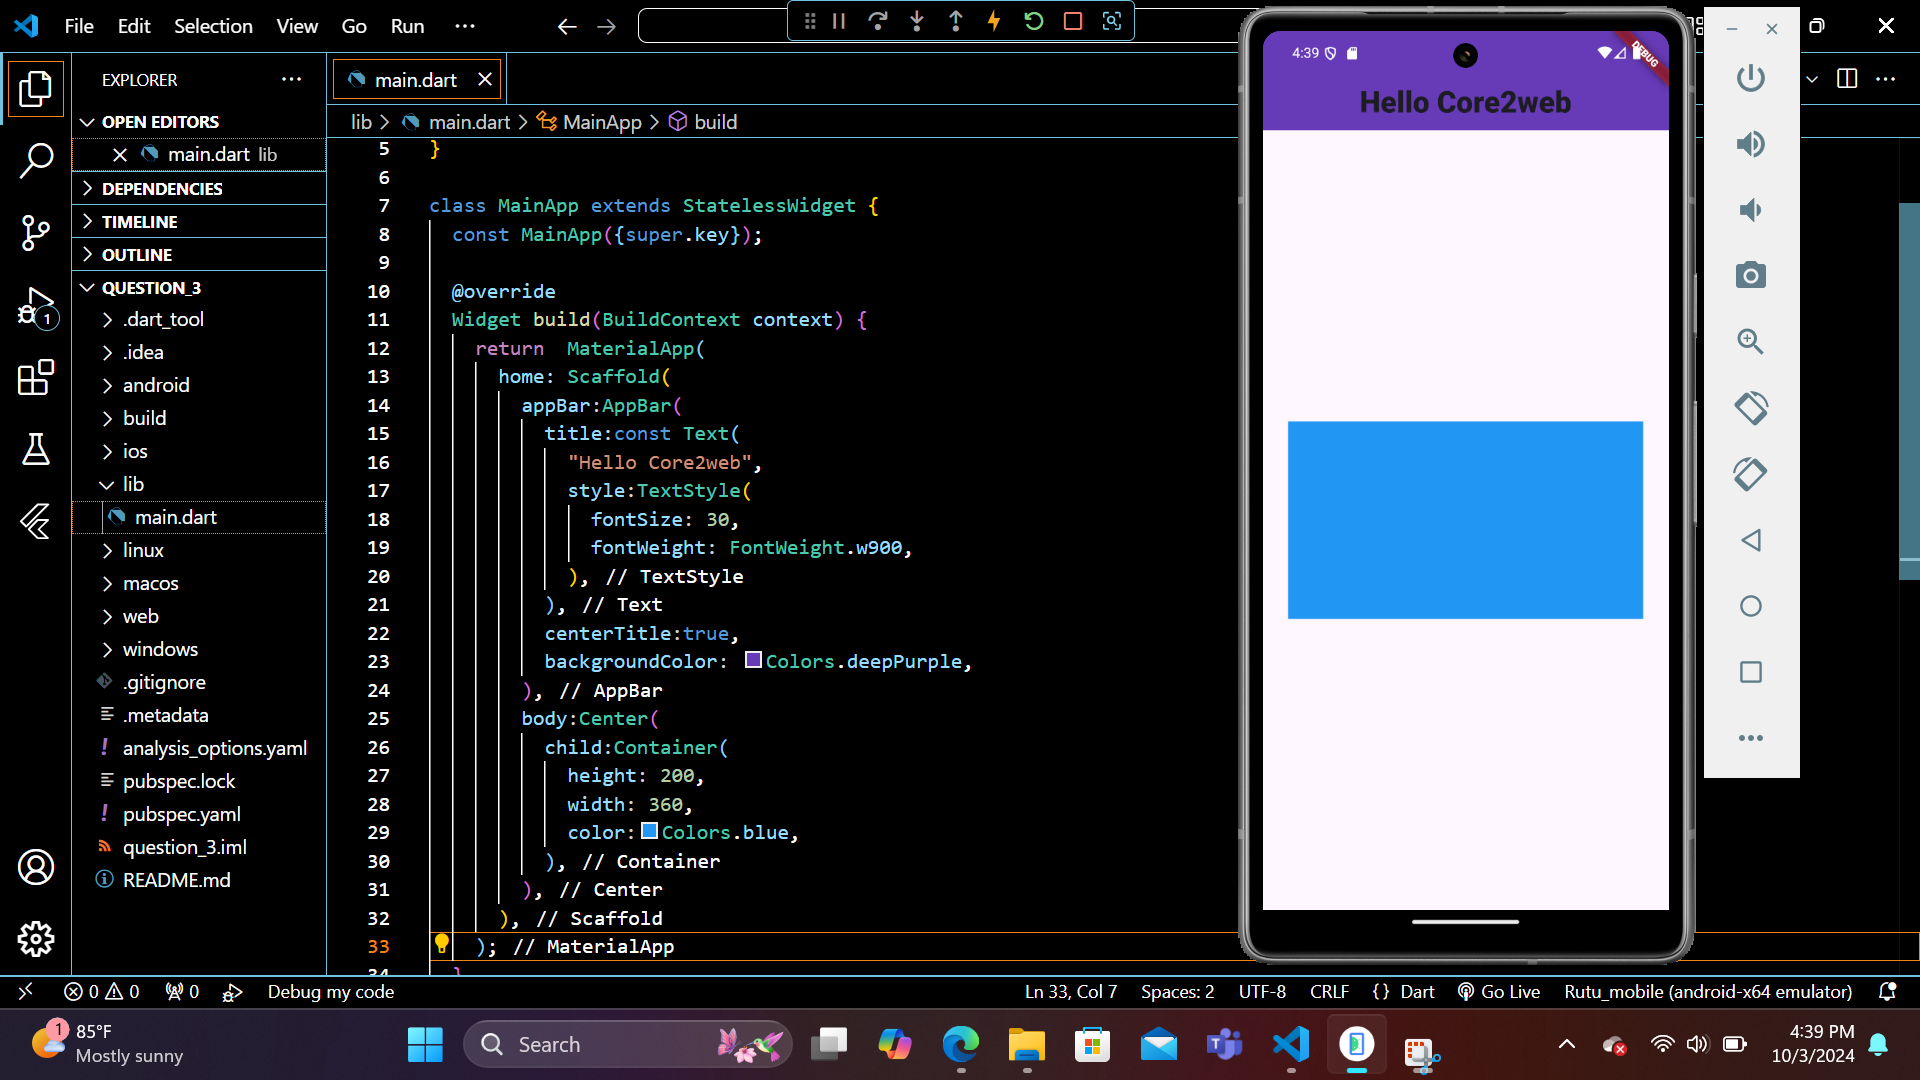 File Edit Selection View Go Run ···
EXPLORER
OPEN EDITORS
main.dart lib
DEPENDENCIES
TIMELINE
OUTLINE
QUESTION_3
.dart_tool
.idea
android
build
ios
lib
main.dart
linux
macos
web
windows
.gitignore
.metadata
analysis_options.yaml
pubspec.lock
pubspec.yaml
question_3.iml
README.md
1
main.dart
lib > main.dart > MainApp > build
5 }
6
7 class MainApp extends StatelessWidget {
8 const MainApp({super.key});
9
10 @override
11 Widget build(BuildContext context) {
12 return  MaterialApp(
13 home: Scaffold(
14 appBar:AppBar(
15 title:const Text(
16 "Hello Core2web",
17 style:TextStyle(
18 fontSize: 30,
19 fontWeight: FontWeight.w900,
20 ), // TextStyle
21 ), // Text
22 centerTitle:true,
23 backgroundColor: Colors.deepPurple,
24 ), // AppBar
25 body:Center(
26 child:Container(
27 height: 200,
28 width: 360,
29 color:Colors.blue,
30 ), // Container
31 ), // Center
32 ), // Scaffold
33 ); // MaterialApp
34 }
4:39
DEBUG
Hello Core2web
0 0 0 Debug my code
Ln 33, Col 7 Spaces: 2 UTF-8 CRLF {} Dart Go Live Rutu_mobile (android-x64 emulator)
1
85°F
Mostly sunny
Search
4:39 PM
10/3/2024